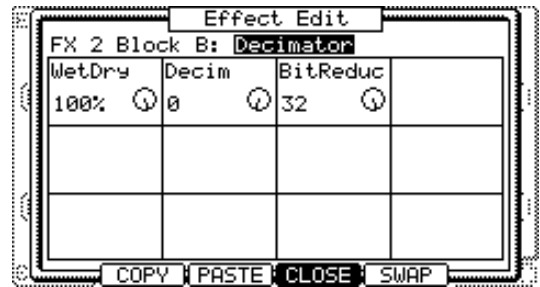 Effect Edit
FX 2 Block B: Decimator
WetDry Decim BitReduc
100% 0 32
COPY PASTE CLOSE SWAP